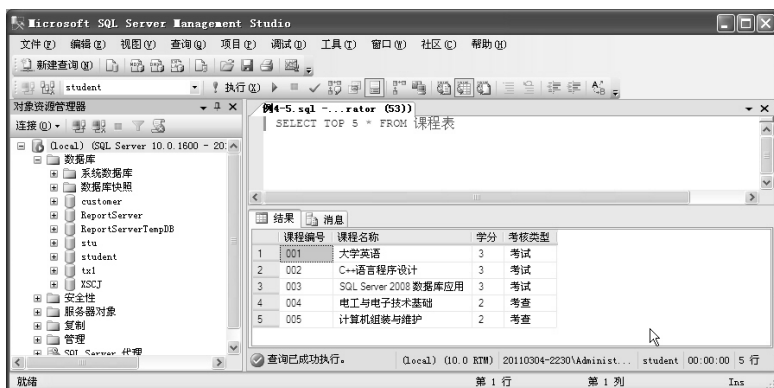 Microsoft SQL Server Management Studio
文件(F) 编辑(E) 视图(V) 查询(Q) 项目(P) 调试(D) 工具(T) 窗口(W) 社区(C) 帮助(H)
新建查询(N)
student 执行(X)
对象资源管理器
连接(O)
(local) (SQL Server 10.0.1600 - 20:
数据库
系统数据库
数据库快照
customer
ReportServer
ReportServerTempDB
stu
student
tx1
XSCJ
安全性
服务器对象
复制
管理
SQL Server 代理
例4-5.sql -...rator (53))
SELECT TOP 5 * FROM 课程表
结果 消息
课程编号 课程名称 学分 考核类型
1 001 大学英语 3 考试
2 002 C++语言程序设计 3 考试
3 003 SQL Server 2008 数据库应用 3 考试
4 004 电工与电子技术基础 2 考查
5 005 计算机组装与维护 2 考查
查询已成功执行。 (local) (10.0 RTM) 20110304-2230\Administ... student 00:00:00 5 行
就绪 第 1 行 第 1 列 Ins